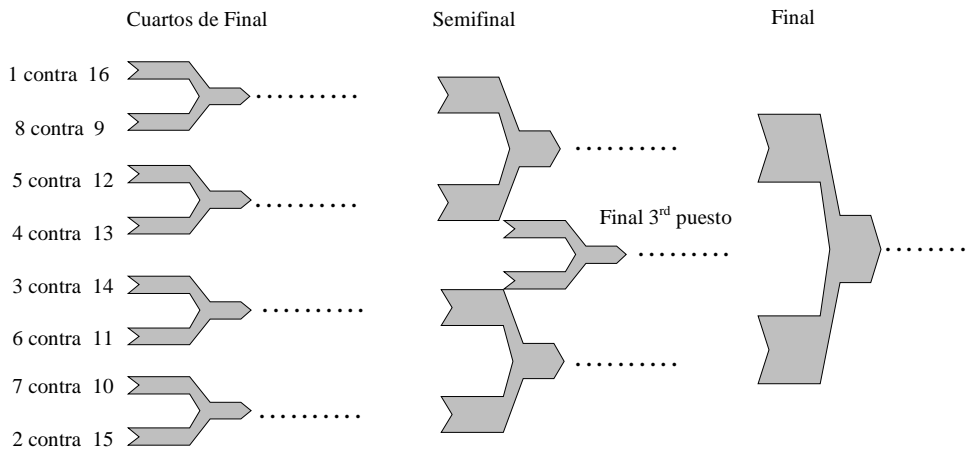 Cuartos de Final
Semifinal
Final
1 contra 16
8 contra 9
5 contra 12
4 contra 13
3 contra 14
6 contra 11
7 contra 10
2 contra 15
Final 3rd puesto